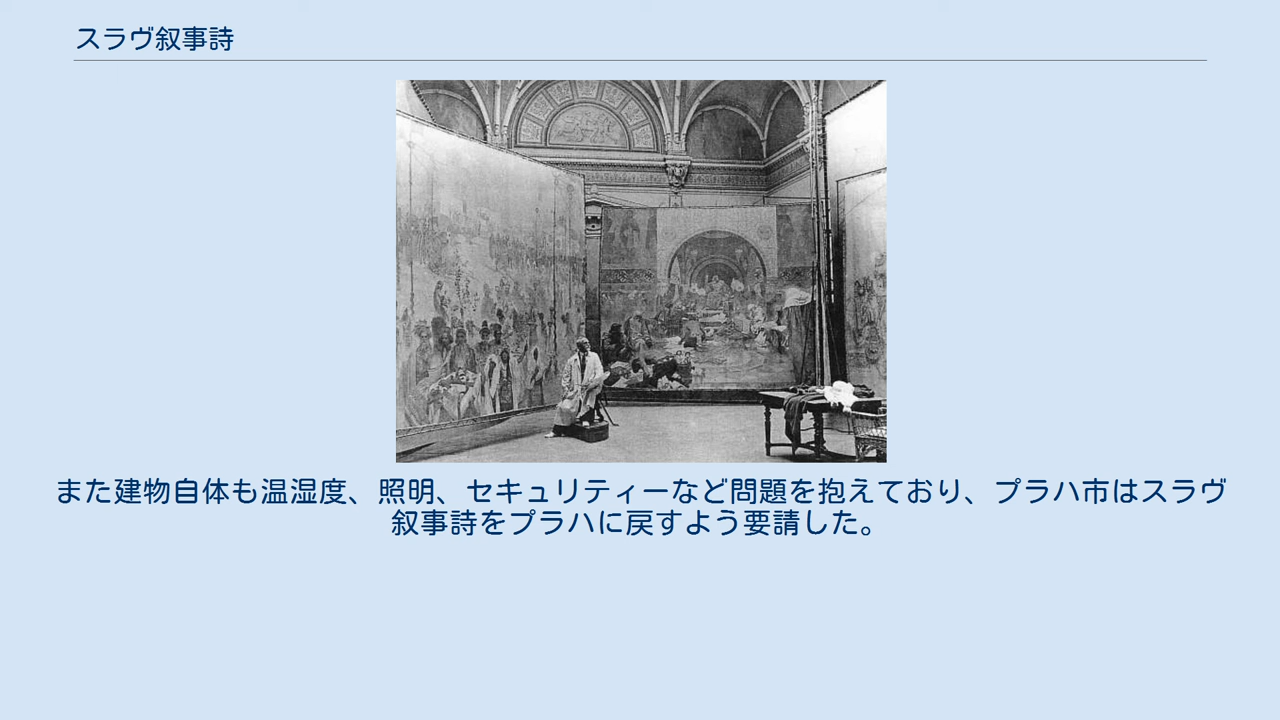 スラヴ叙事詩
また建物自体も温湿度、照明、セキュリティーなど問題を抱えており、プラハ市はスラヴ
叙事詩をプラハに戻すよう要請した。